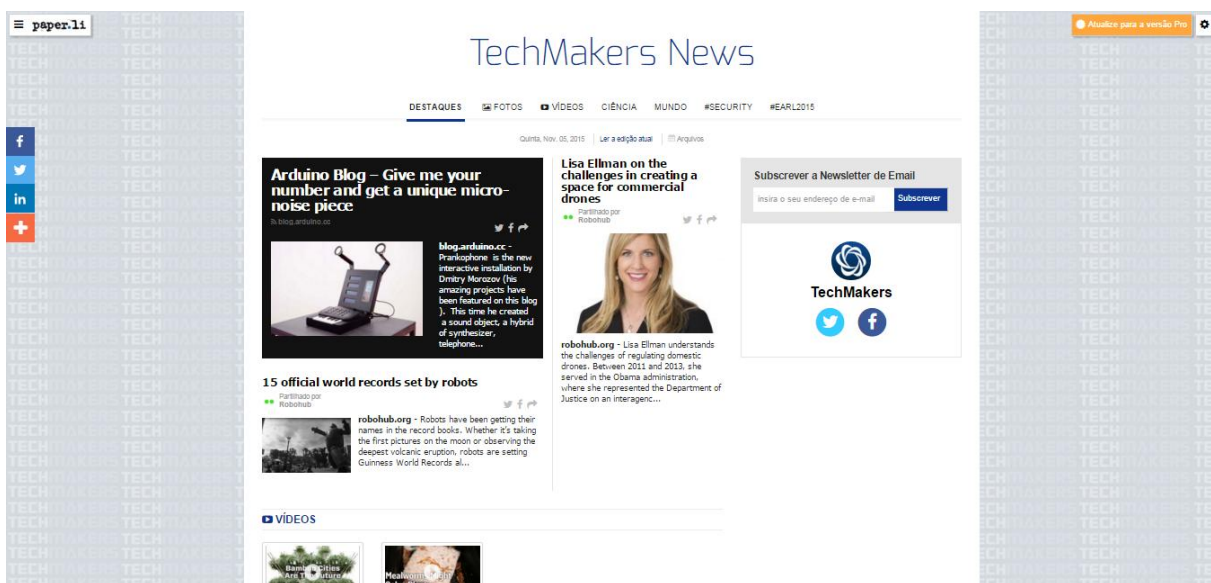 ≡ paper.li
Atualize para a versão Pro
TechMakers News
DESTAQUES FOTOS VÍDEOS CIÊNCIA MUNDO #SECURITY #EARL2015
Quinta, Nov. 05, 2015 Ler a edição atual Arquivos
Arduino Blog – Give me your
number and get a unique micro-
noise piece
blog.arduino.cc
blog.arduino.cc -
Prankophone is the new
interactive installation by
Dmitry Morozov (his
amazing projects have
been featured on this blog
). This time he created
a sound object, a hybrid
of synthesizer,
telephone...
15 official world records set by robots
Partilhado por
Robohub
robohub.org - Robots have been getting their
names in the record books. Whether it's taking
the first pictures on the moon or observing the
deepest volcanic eruption, robots are setting
Guinness World Records al...
Lisa Ellman on the
challenges in creating a
space for commercial
drones
Partilhado por
Robohub
robohub.org - Lisa Ellman understands
the challenges of regulating domestic
drones. Between 2011 and 2013, she
served in the Obama administration,
where she represented the Department of
Justice on an interagenc...
Subscrever a Newsletter de Email
insira o seu endereço de e-mail Subscrever
TechMakers
VÍDEOS
Bamboo Cities
Are The Future